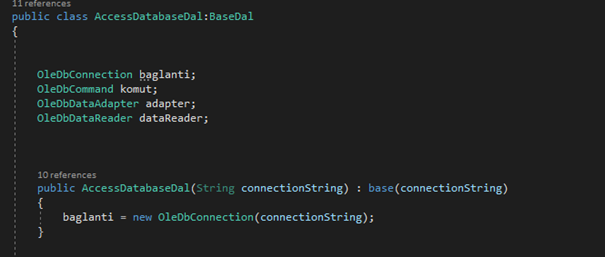 11 references
public class AccessDatabaseDal:BaseDal
{
OleDbConnection baglanti;
OleDbCommand komut;
OleDbDataAdapter adapter;
OleDbDataReader dataReader;
10 references
public AccessDatabaseDal(String connectionString) : base(connectionString)
{
baglanti = new OleDbConnection(connectionString);
}